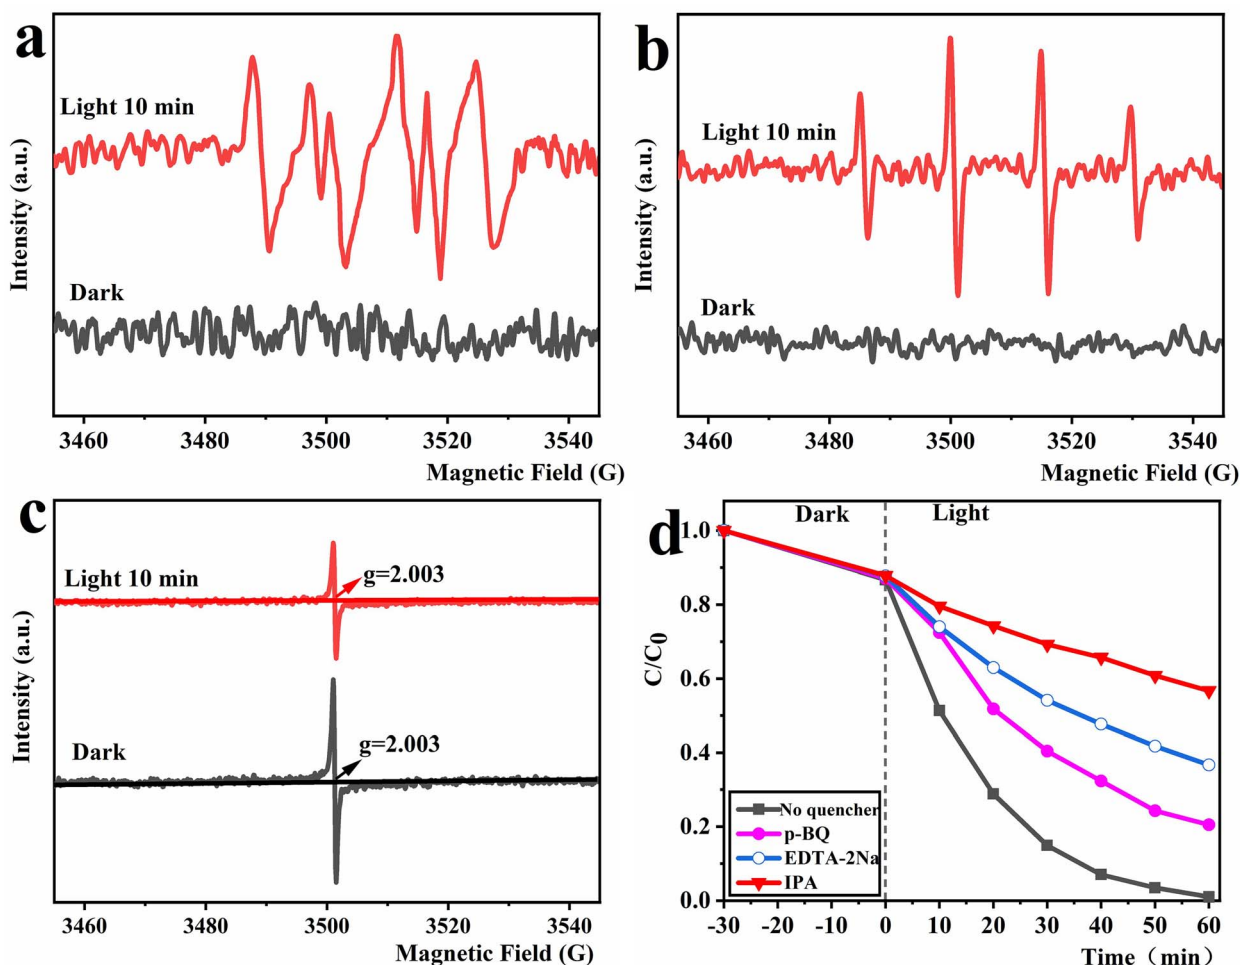 a
Light 10 min
Dark
Intensity (a.u.)
3460 3480 3500 3520 3540
Magnetic Field (G)
b
Light 10 min
Dark
Intensity (a.u.)
3460 3480 3500 3520 3540
Magnetic Field (G)
c
Light 10 min
g=2.003
Dark
g=2.003
Intensity (a.u.)
3460 3480 3500 3520 3540
Magnetic Field (G)
d
Dark
Light
1.0
0.8
0.6
0.4
0.2
0.0
C/C0
No quencher
p-BQ
EDTA-2Na
IPA
-30 -20 -10 0 10 20 30 40 50 60
Time（min）